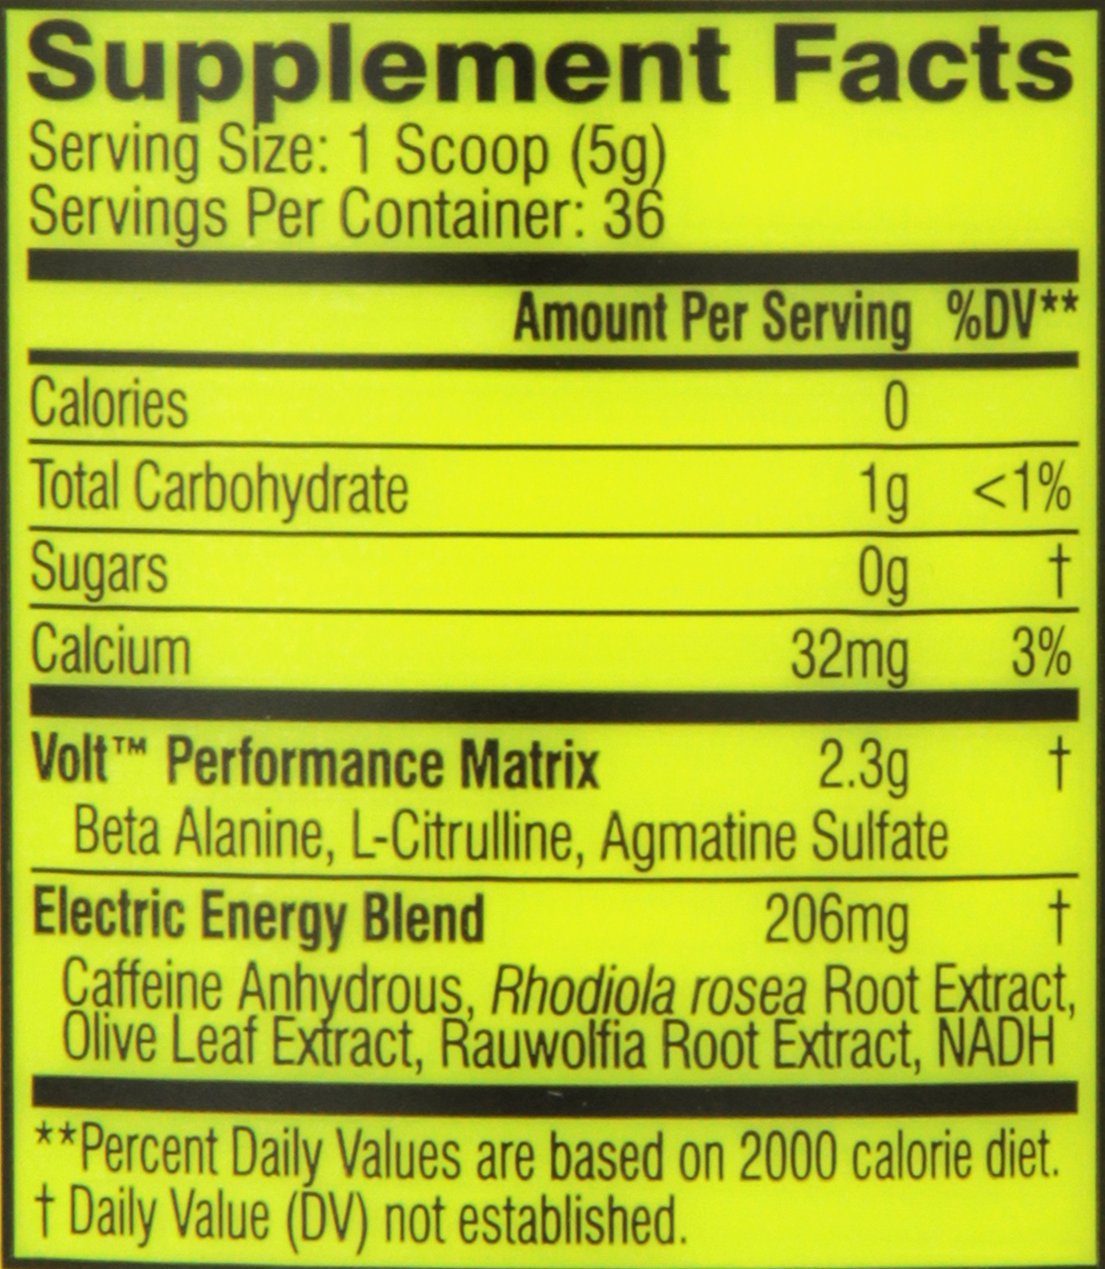 Supplement Facts
Serving Size: 1 Scoop (5g)
Servings Per Container: 36
Amount Per Serving %DV**
Calories 0
Total Carbohydrate 1g <1%
Sugars 0g †
Calcium 32mg 3%
Volt™ Performance Matrix 2.3g †
Beta Alanine, L-Citrulline, Agmatine Sulfate
Electric Energy Blend 206mg †
Caffeine Anhydrous, Rhodiola rosea Root Extract,
Olive Leaf Extract, Rauwolfia Root Extract, NADH
**Percent Daily Values are based on 2000 calorie diet.
† Daily Value (DV) not established.